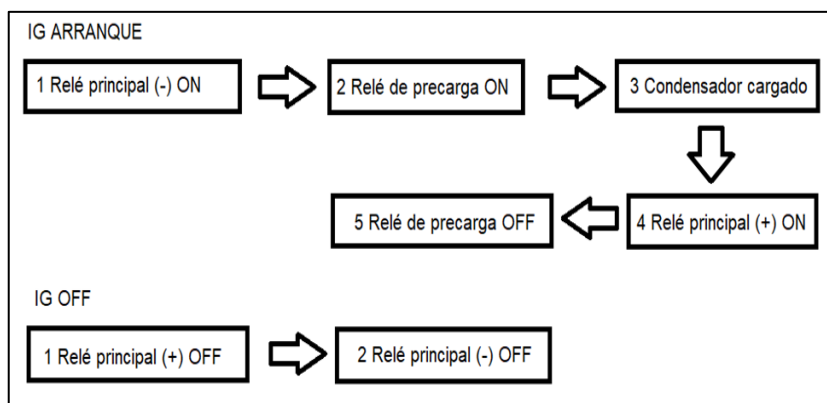 IG ARRANQUE
1 Relé principal (-) ON
2 Relé de precarga ON
3 Condensador cargado
4 Relé principal (+) ON
5 Relé de precarga OFF
IG OFF
1 Relé principal (+) OFF
2 Relé principal (-) OFF